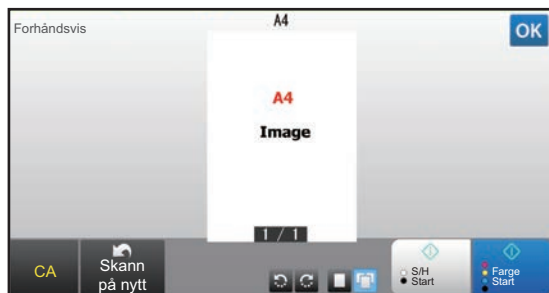 Forhåndsvis
A4
OK
A4
Image
1 / 1
CA
Skann
på nytt
S/H
Start
Farge
Start